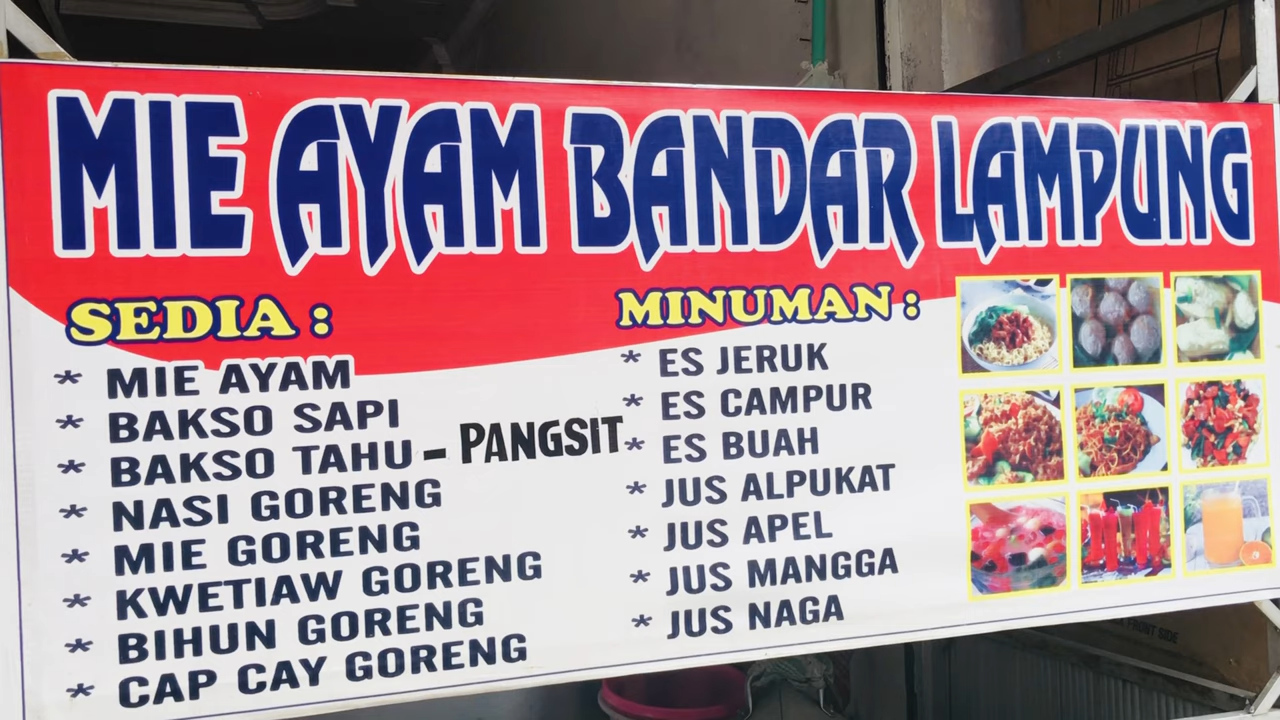 MIE AYAM BANDAR LAMPUNG
SEDIA :
* MIE AYAM
* BAKSO SAPI
* BAKSO TAHU - PANGSIT
* NASI GORENG
* MIE GORENG
* KWETIAW GORENG
* BIHUN GORENG
* CAP CAY GORENG
MINUMAN :
* ES JERUK
* ES CAMPUR
* ES BUAH
* JUS ALPUKAT
* JUS APEL
* JUS MANGGA
* JUS NAGA
FRONT SIDE